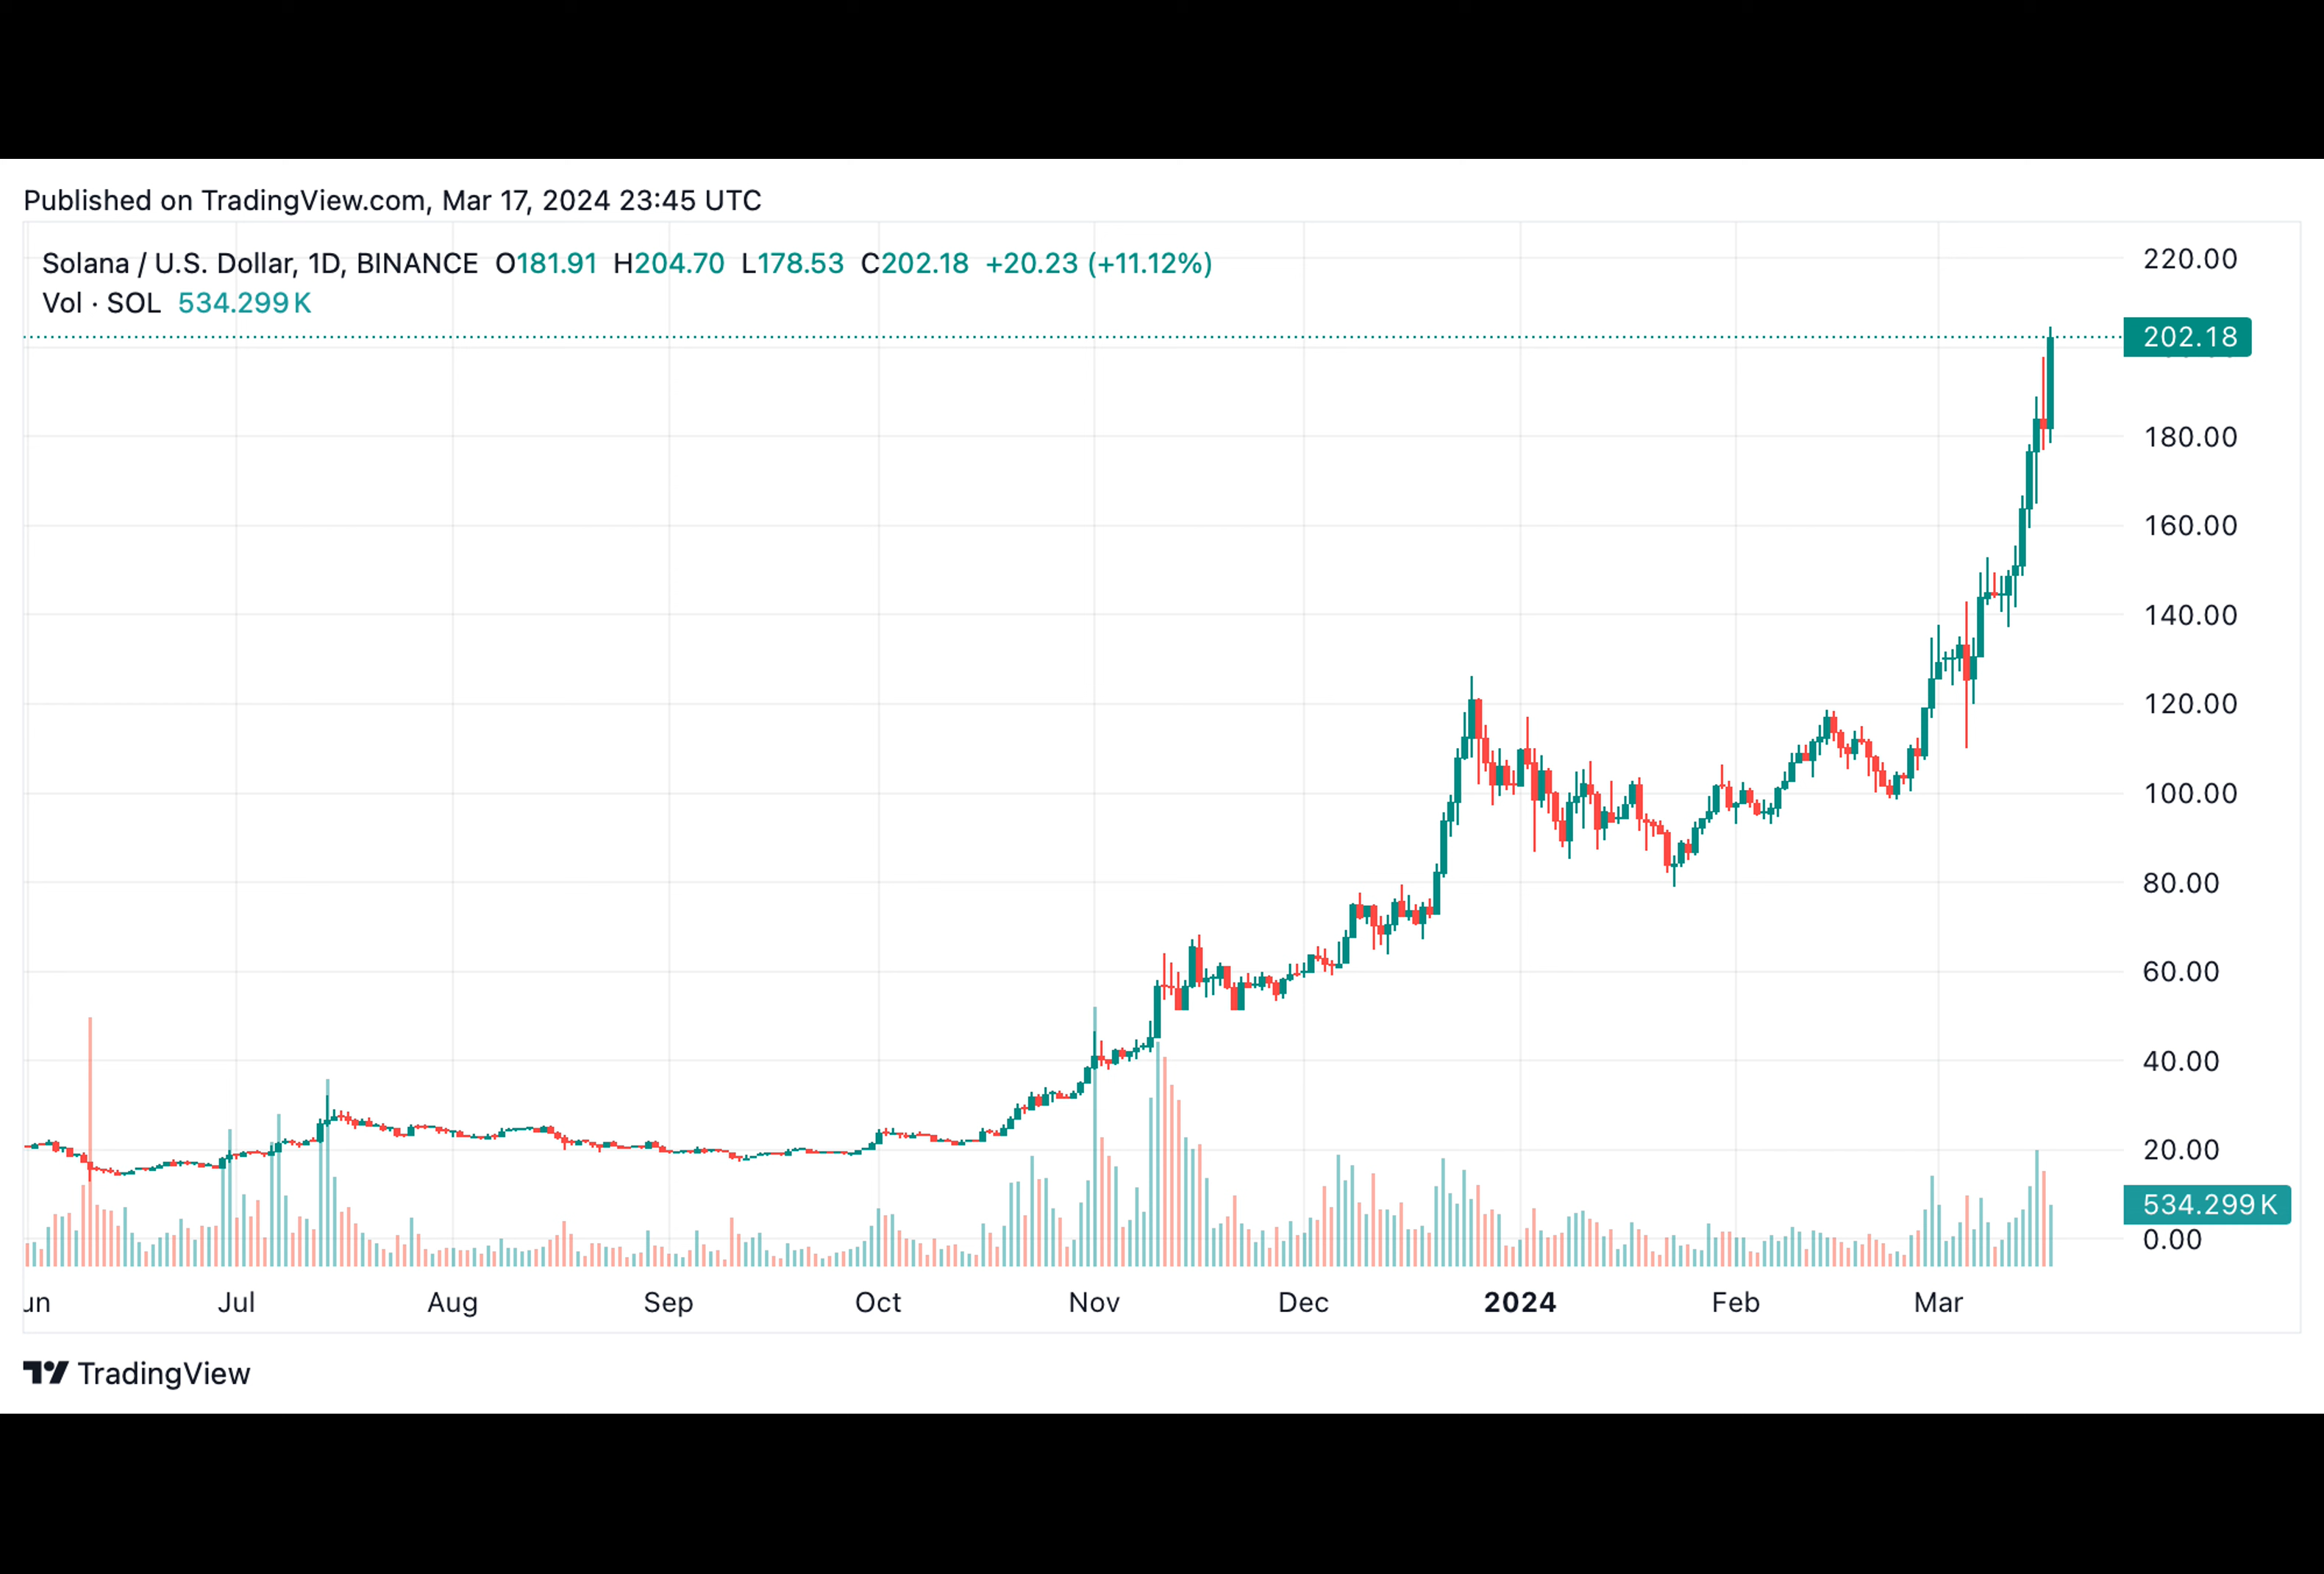 Published on TradingView.com, Mar 17, 2024 23:45 UTC
Solana / U.S. Dollar, 1D, BINANCE O181.91 H204.70 L178.53 C202.18 +20.23 (+11.12%)
Vol · SOL 534.299K
220.00
202.18
180.00
160.00
140.00
120.00
100.00
80.00
60.00
40.00
20.00
534.299K
0.00
un Jul Aug Sep Oct Nov Dec 2024 Feb Mar
TradingView